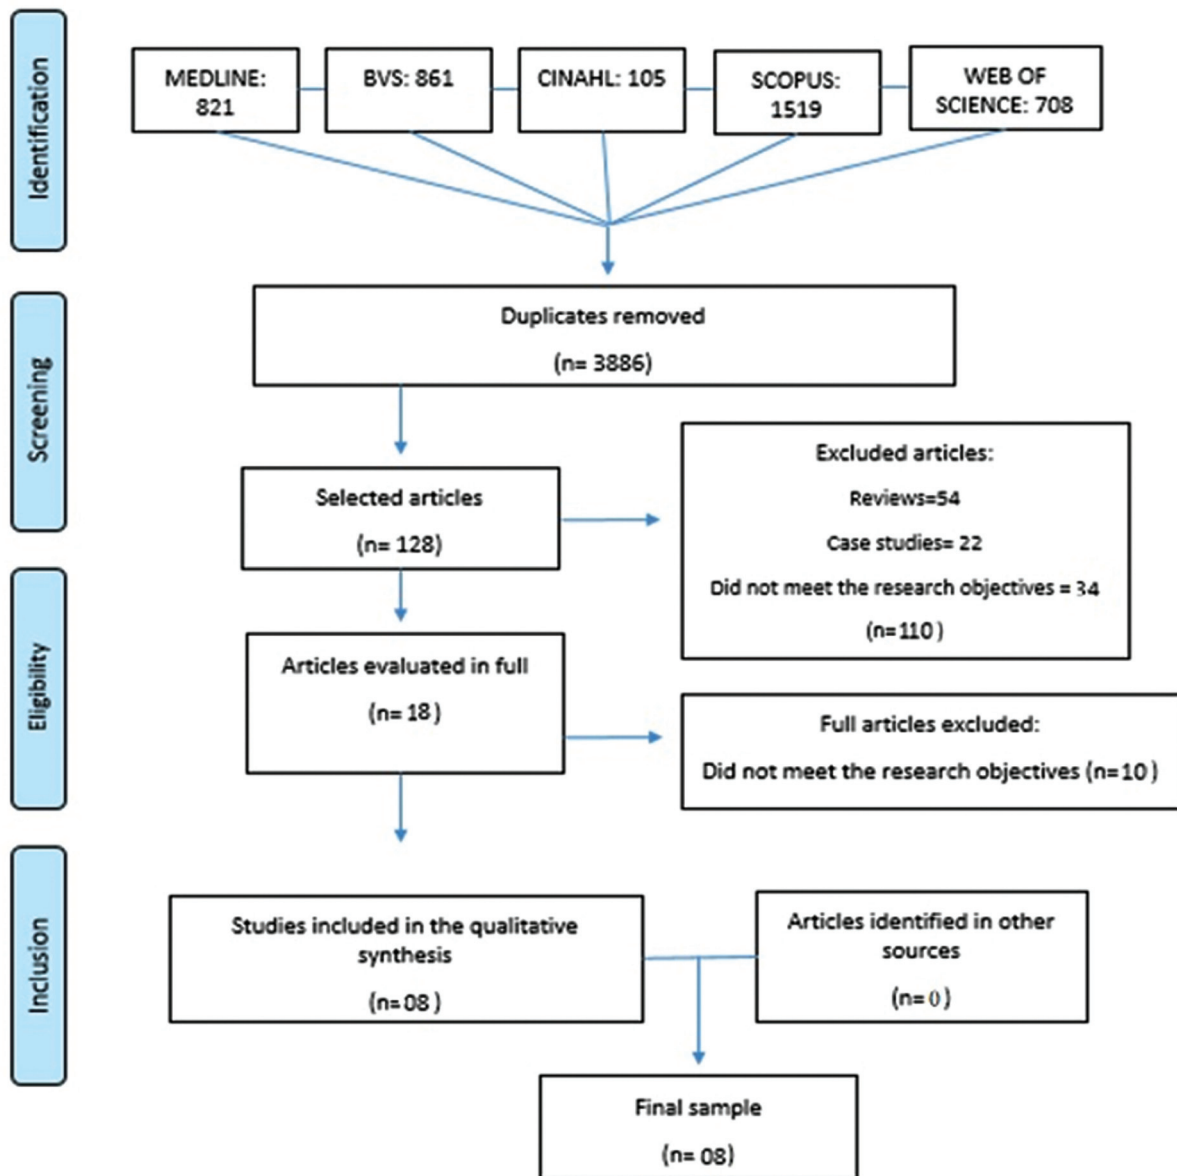 Identification
MEDLINE:
821
BVS: 861
CINAHL: 105
SCOPUS:
1519
WEB OF
SCIENCE: 708
Screening
Duplicates removed
(n= 3886)
Selected articles
(n= 128)
Excluded articles:
Reviews=54
Case studies= 22
Did not meet the research objectives = 34
(n=110 )
Eligibility
Articles evaluated in full
(n= 18 )
Full articles excluded:
Did not meet the research objectives (n=10 )
Inclusion
Studies included in the qualitative
synthesis
(n= 08 )
Articles identified in other
sources
(n= 0 )
Final sample
(n= 08)